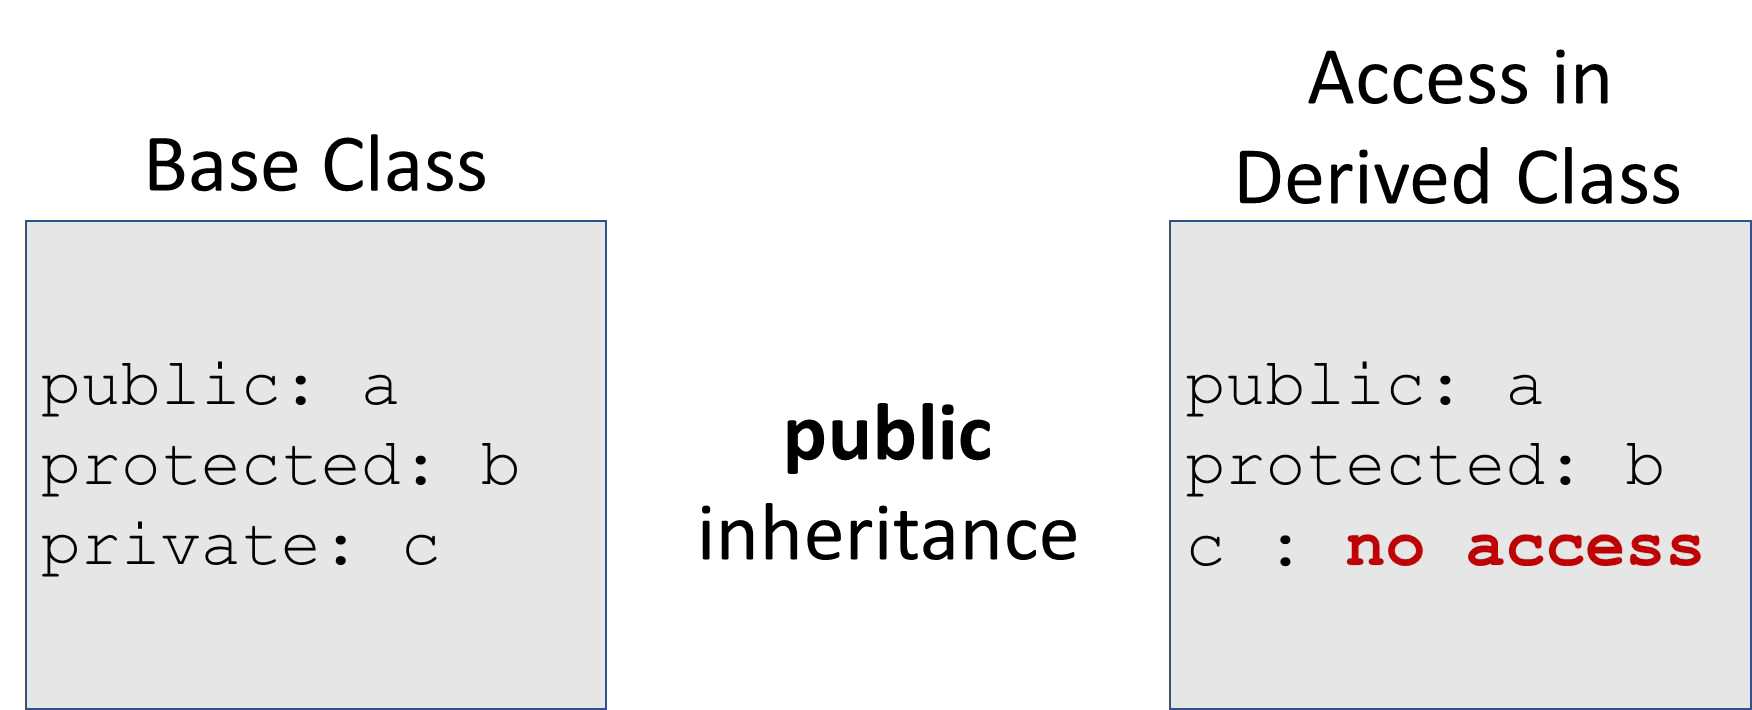 Base Class
public: a
protected: b
private: c
public
inheritance
Access in
Derived Class
public: a
protected: b
c : no access